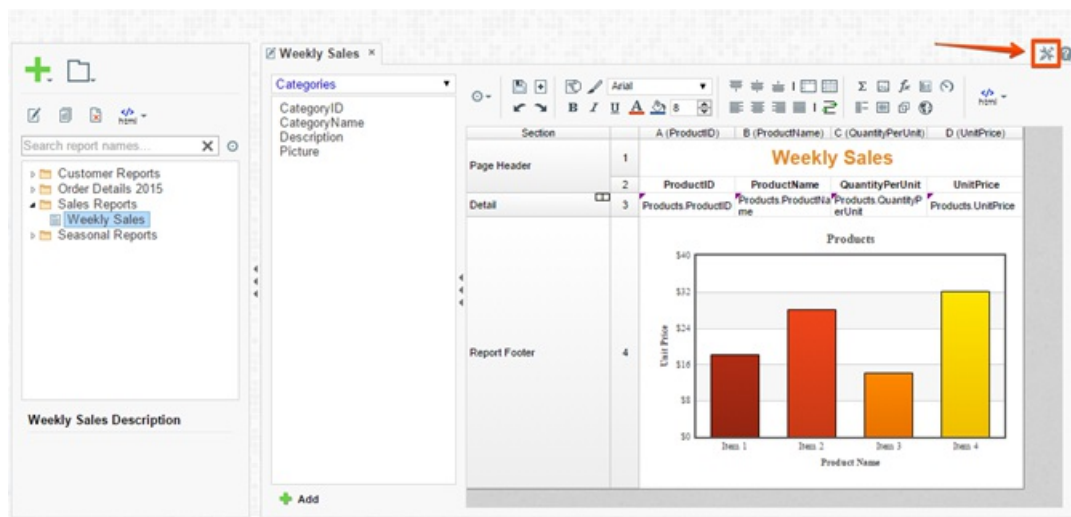 Weekly Sales ×
html
Search report names...
Customer Reports
Order Details 2015
Sales Reports
Weekly Sales
Seasonal Reports
Weekly Sales Description
Categories
CategoryID
CategoryName
Description
Picture
Add
Arial
html
B I U A 8
Section A (ProductID) B (ProductName) C (QuantityPerUnit) D (UnitPrice)
Page Header 1 Weekly Sales
2 ProductID ProductName QuantityPerUnit UnitPrice
Detail 3 Products.ProductID Products.ProductName Products.QuantityPerUnit Products.UnitPrice
Report Footer 4
Products
Unit Price
$40
$32
$24
$16
$8
$0
Item 1 Item 2 Item 3 Item 4
Product Name